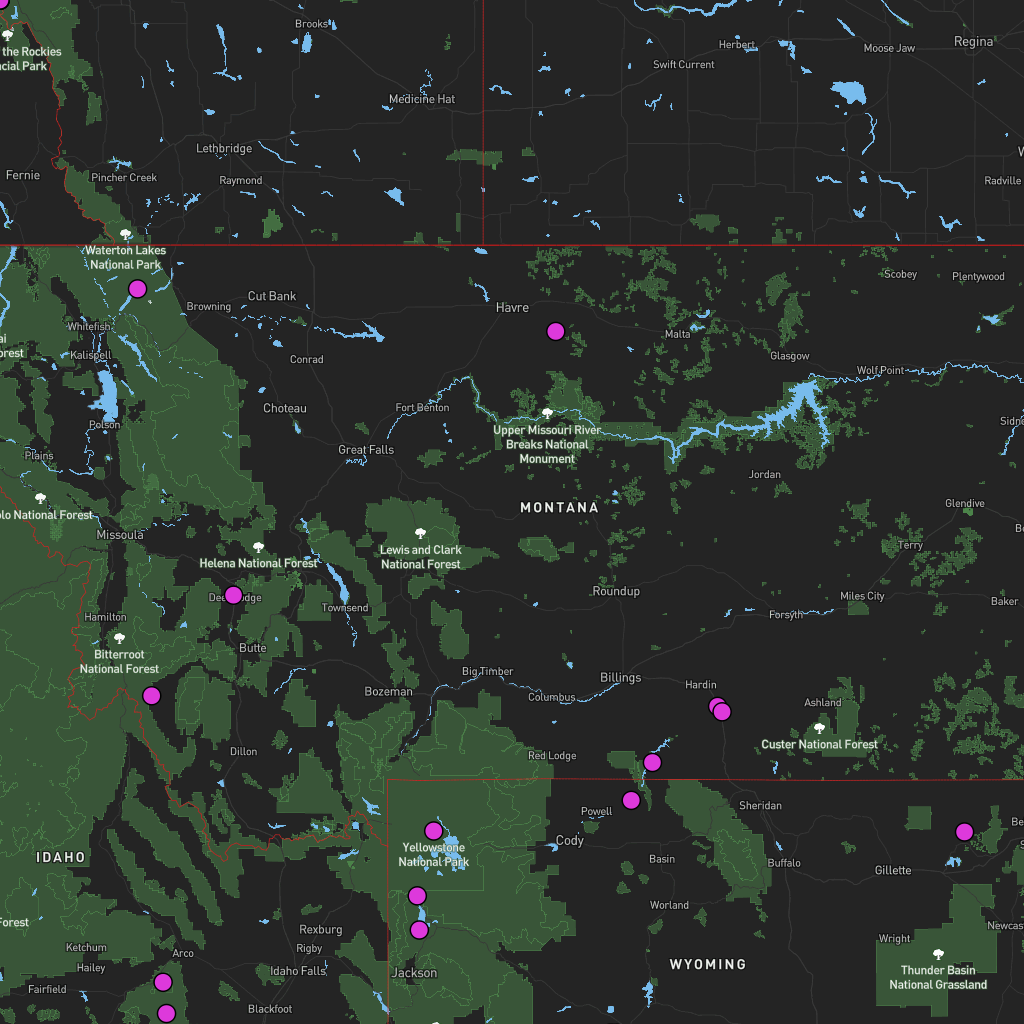 Brooks
Regina
Herbert
Moose Jaw
the Rockies
cial Park
Swift Current
Medicine Hat
Lethbridge
Fernie
Pincher Creek
Raymond
Radville
Waterton Lakes
National Park
Scobey
Plentywood
Cut Bank
Browning
Havre
Whitefish
Malta
Kalispell
orest
Conrad
Glasgow
Wolf Point
Choteau
Fort Benton
Polson
Upper Missouri River
Breaks National
Monument
Sidne
Great Falls
Plains
Jordan
olo National Forest
MONTANA
Glendive
Missoula
Lewis and Clark
National Forest
Helena National Forest
Terry
Roundup
Townsend
Miles City
Baker
Forsyth
Hamilton
Butte
Bitterroot
National Forest
Big Timber
Billings
Bozeman
Columbus
Hardin
Ashland
Custer National Forest
Dillon
Red Lodge
Sheridan
Powell
Cody
Yellowstone
National Park
IDAHO
Basin
Buffalo
Gillette
Worland
Forest
Rexburg
Newcas
Ketchum
Arco
Rigby
Wright
Hailey
Idaho Falls
Jackson
WYOMING
Thunder Basin
National Grassland
Fairfield
Blackfoot